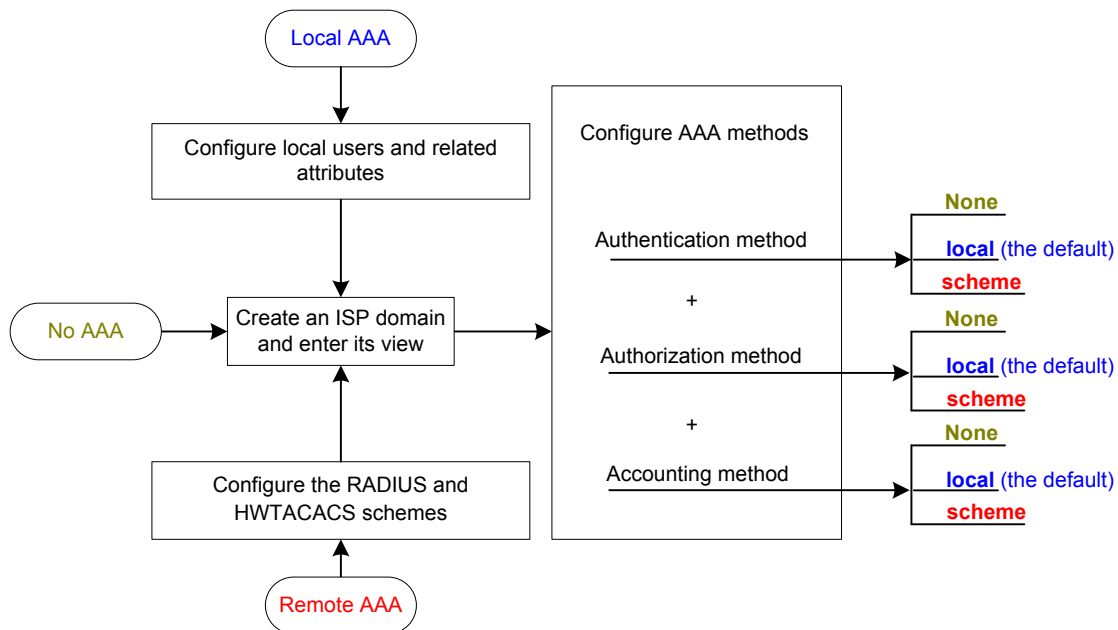 Local AAA
Configure local users and related
attributes
No AAA
Create an ISP domain
and enter its view
Configure the RADIUS and
HWTACACS schemes
Remote AAA
Configure AAA methods
Authentication method
+
Authorization method
+
Accounting method
None
local (the default)
scheme
None
local (the default)
scheme
None
local (the default)
scheme